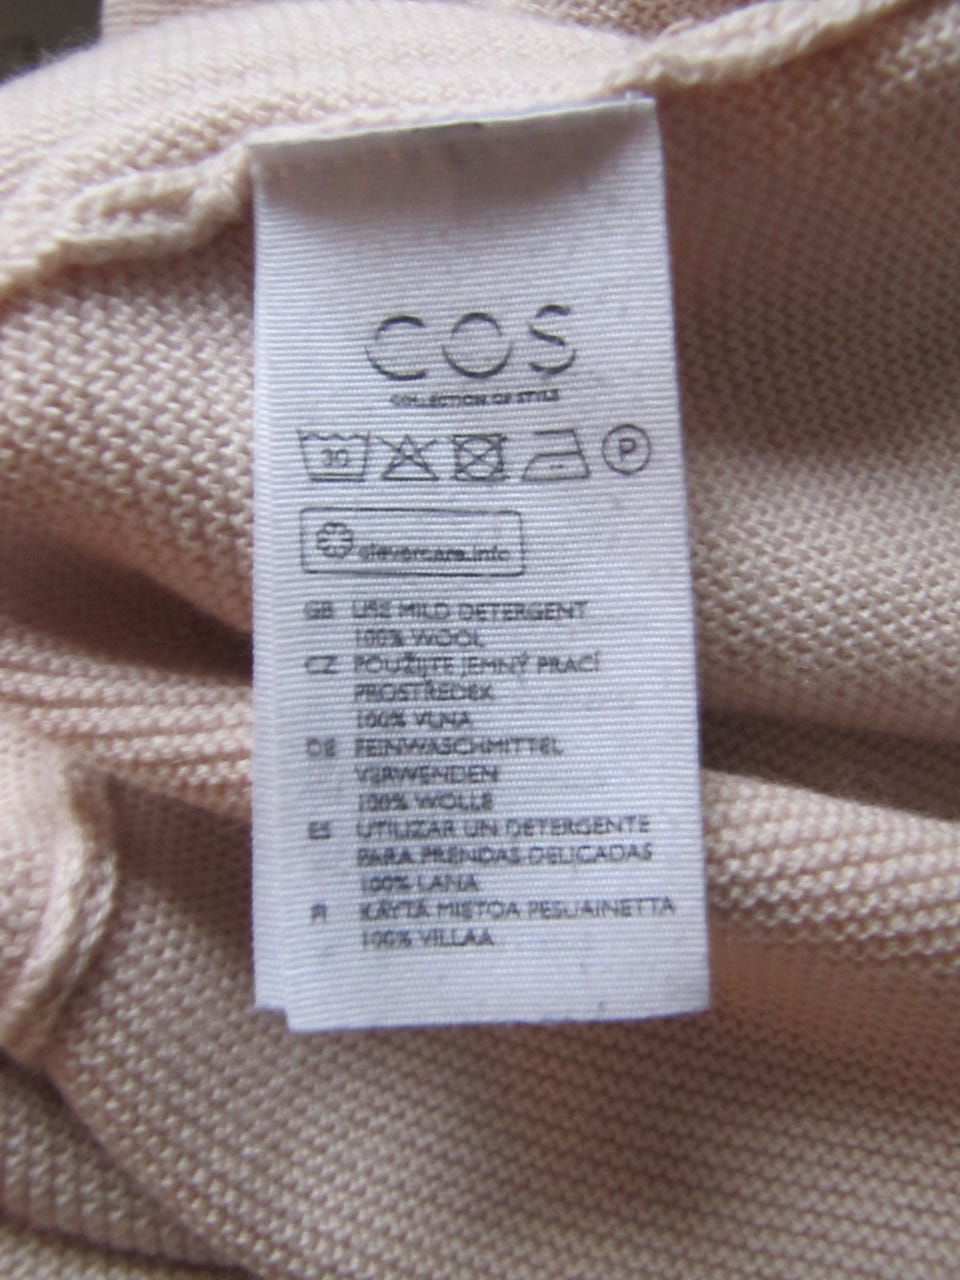 COS
COLLECTION OF STYLE
30 P
clevercare.info
GB USE MILD DETERGENT
100% WOOL
CZ POUŽIJTE JEMNÝ PRACÍ
PROSTŘEDEK
100% VLNA
DE FEINWASCHMITTEL
VERWENDEN
100% WOLLE
ES UTILIZAR UN DETERGENTE
PARA PRENDAS DELICADAS
100% LANA
FI KÄYTÄ MIETOA PESUAINETTA
100% VILLAA